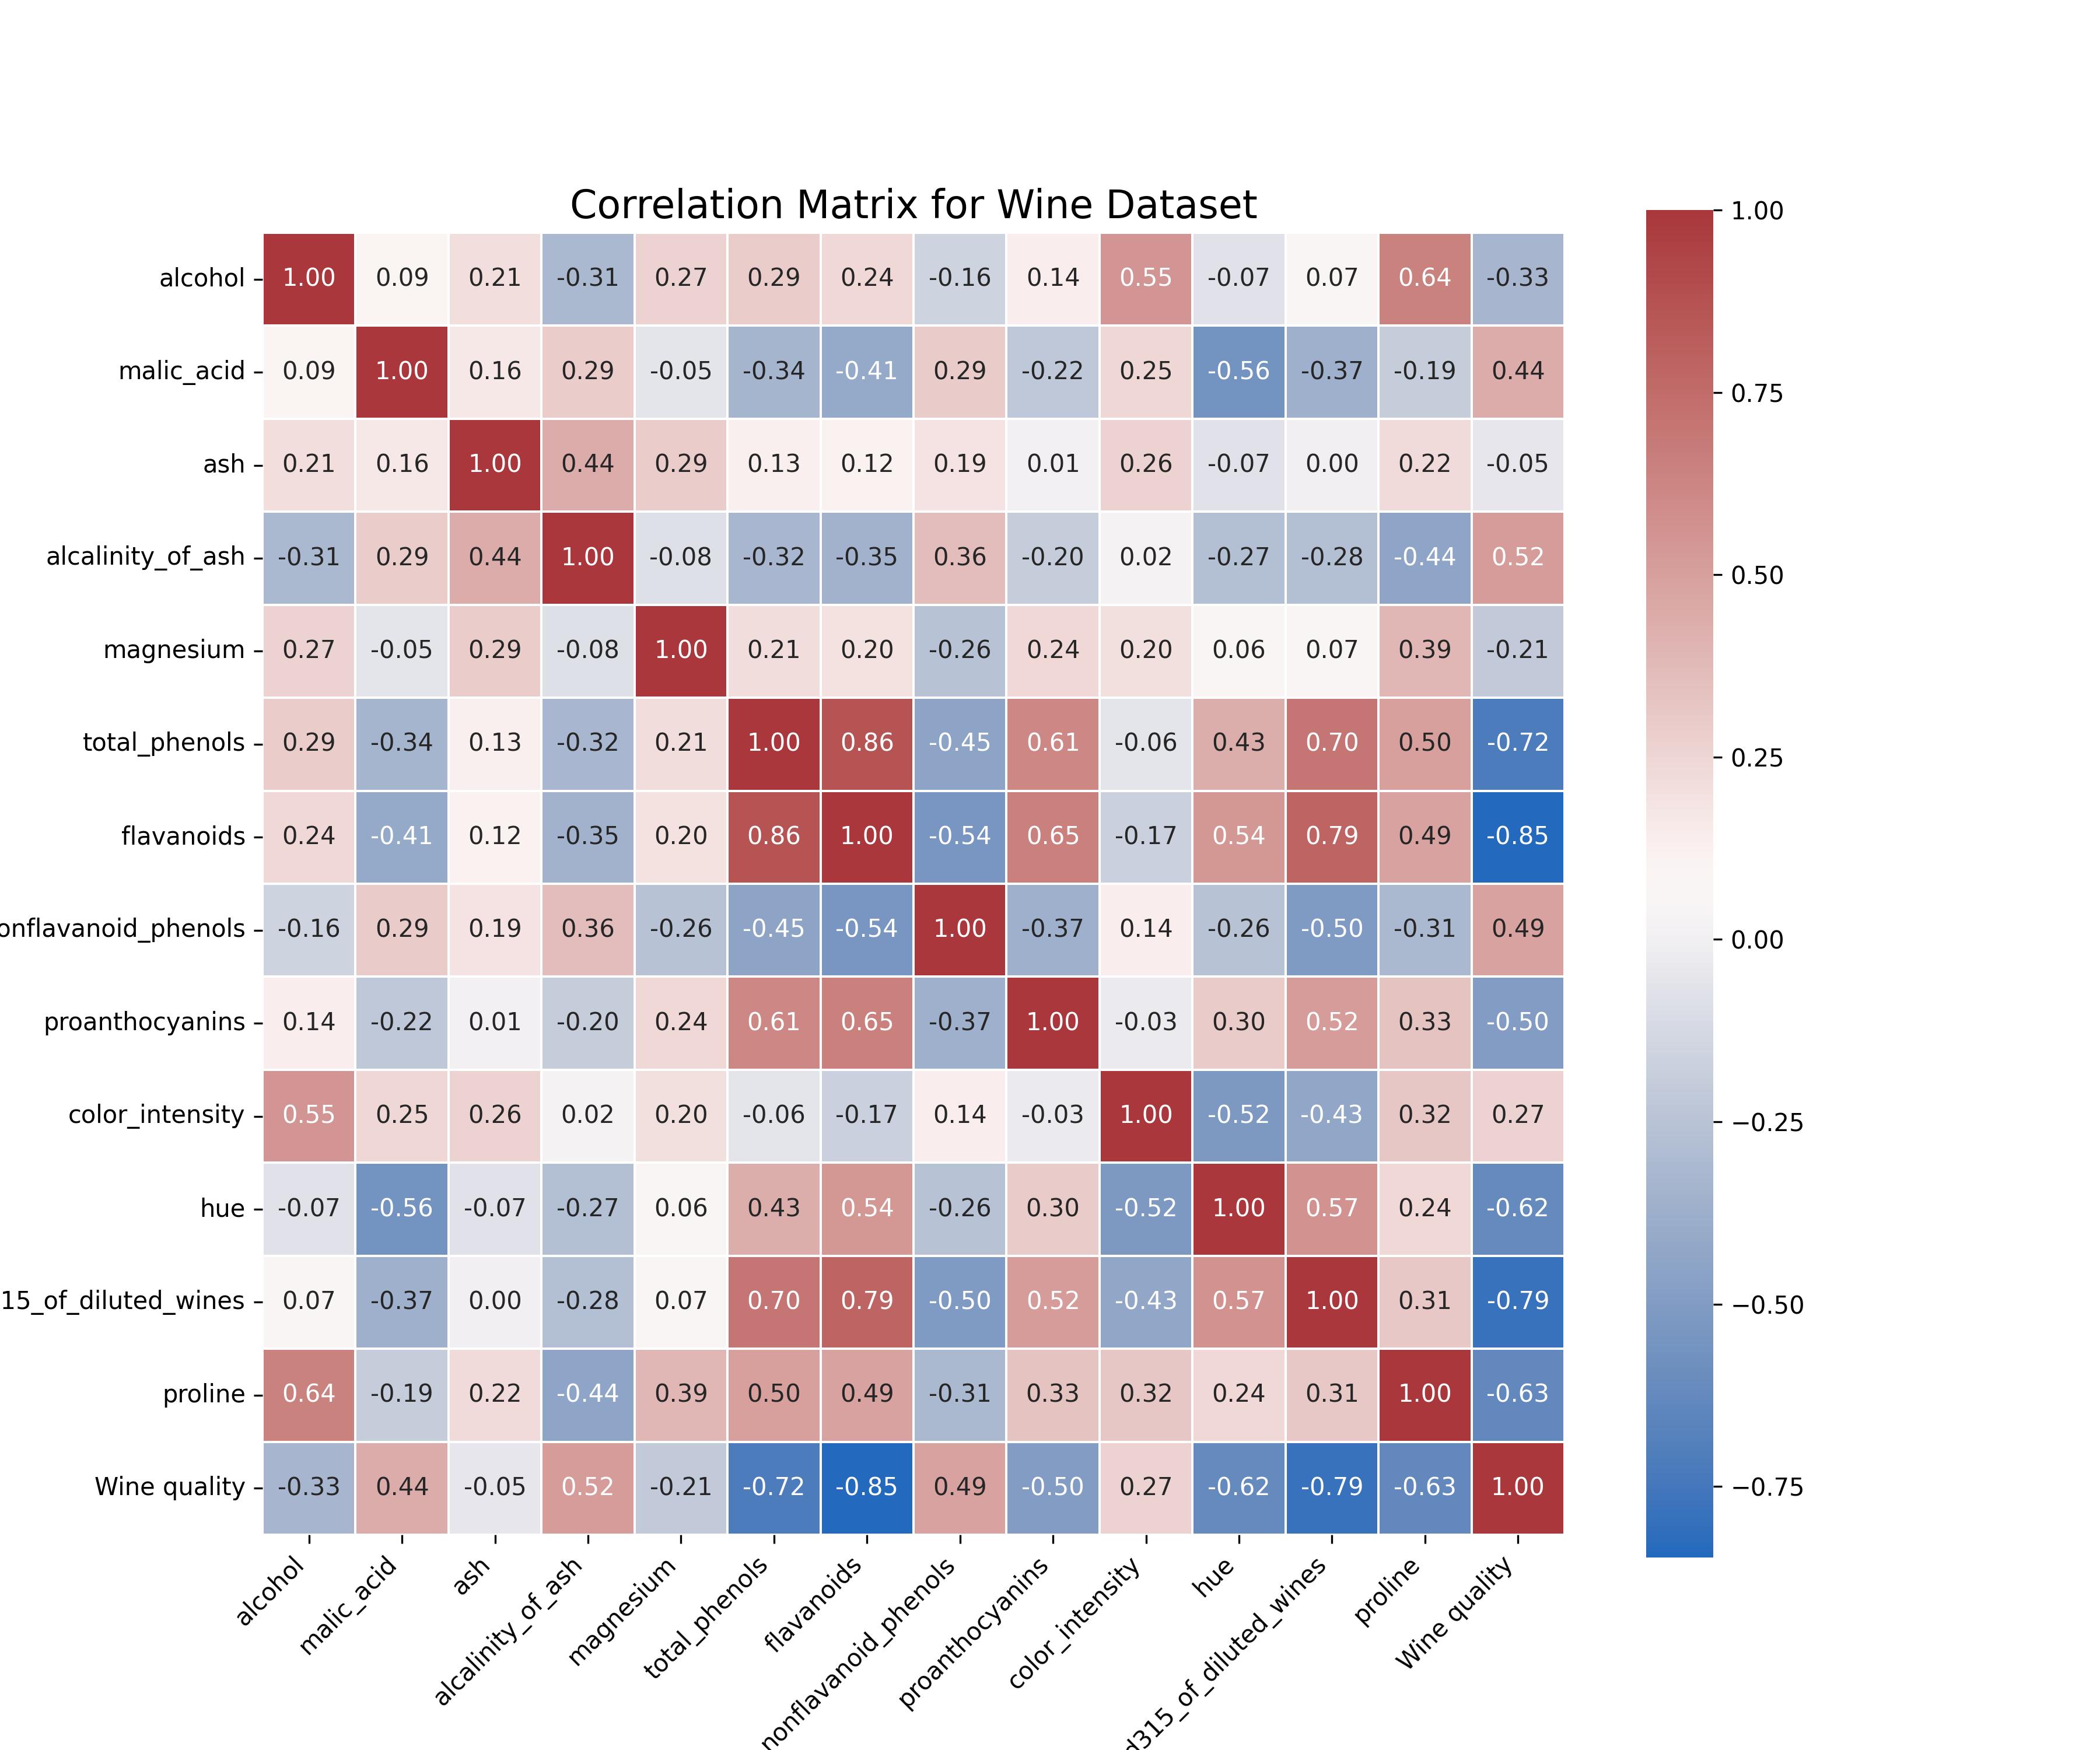 Correlation Matrix for Wine Dataset
alcohol 1.00 0.09 0.21 -0.31 0.27 0.29 0.24 -0.16 0.14 0.55 -0.07 0.07 0.64 -0.33
malic_acid 0.09 1.00 0.16 0.29 -0.05 -0.34 -0.41 0.29 -0.22 0.25 -0.56 -0.37 -0.19 0.44
ash 0.21 0.16 1.00 0.44 0.29 0.13 0.12 0.19 0.01 0.26 -0.07 0.00 0.22 -0.05
alcalinity_of_ash -0.31 0.29 0.44 1.00 -0.08 -0.32 -0.35 0.36 -0.20 0.02 -0.27 -0.28 -0.44 0.52
magnesium 0.27 -0.05 0.29 -0.08 1.00 0.21 0.20 -0.26 0.24 0.20 0.06 0.07 0.39 -0.21
total_phenols 0.29 -0.34 0.13 -0.32 0.21 1.00 0.86 -0.45 0.61 -0.06 0.43 0.70 0.50 -0.72
flavanoids 0.24 -0.41 0.12 -0.35 0.20 0.86 1.00 -0.54 0.65 -0.17 0.54 0.79 0.49 -0.85
onflavanoid_phenols -0.16 0.29 0.19 0.36 -0.26 -0.45 -0.54 1.00 -0.37 0.14 -0.26 -0.50 -0.31 0.49
proanthocyanins 0.14 -0.22 0.01 -0.20 0.24 0.61 0.65 -0.37 1.00 -0.03 0.30 0.52 0.33 -0.50
color_intensity 0.55 0.25 0.26 0.02 0.20 -0.06 -0.17 0.14 -0.03 1.00 -0.52 -0.43 0.32 0.27
hue -0.07 -0.56 -0.07 -0.27 0.06 0.43 0.54 -0.26 0.30 -0.52 1.00 0.57 0.24 -0.62
15_of_diluted_wines 0.07 -0.37 0.00 -0.28 0.07 0.70 0.79 -0.50 0.52 -0.43 0.57 1.00 0.31 -0.79
proline 0.64 -0.19 0.22 -0.44 0.39 0.50 0.49 -0.31 0.33 0.32 0.24 0.31 1.00 -0.63
Wine quality -0.33 0.44 -0.05 0.52 -0.21 -0.72 -0.85 0.49 -0.50 0.27 -0.62 -0.79 -0.63 1.00
alcohol
malic_acid
ash
alcalinity_of_ash
magnesium
total_phenols
flavanoids
nonflavanoid_phenols
proanthocyanins
color_intensity
hue
d315_of_diluted_wines
proline
Wine quality
1.00
0.75
0.50
0.25
0.00
−0.25
−0.50
−0.75